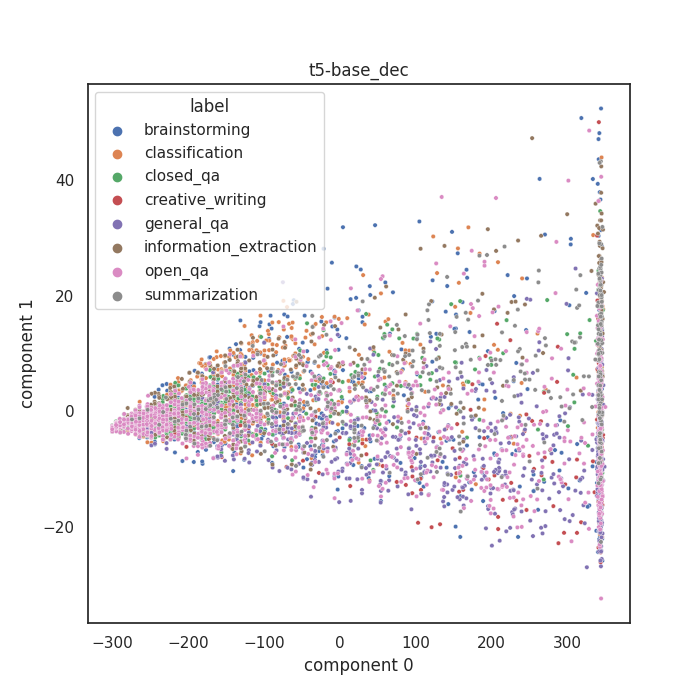 t5-base_dec
label
brainstorming
classification
closed_qa
creative_writing
general_qa
information_extraction
open_qa
summarization
component 1
40
20
0
−20
−300 −200 −100 0 100 200 300
component 0